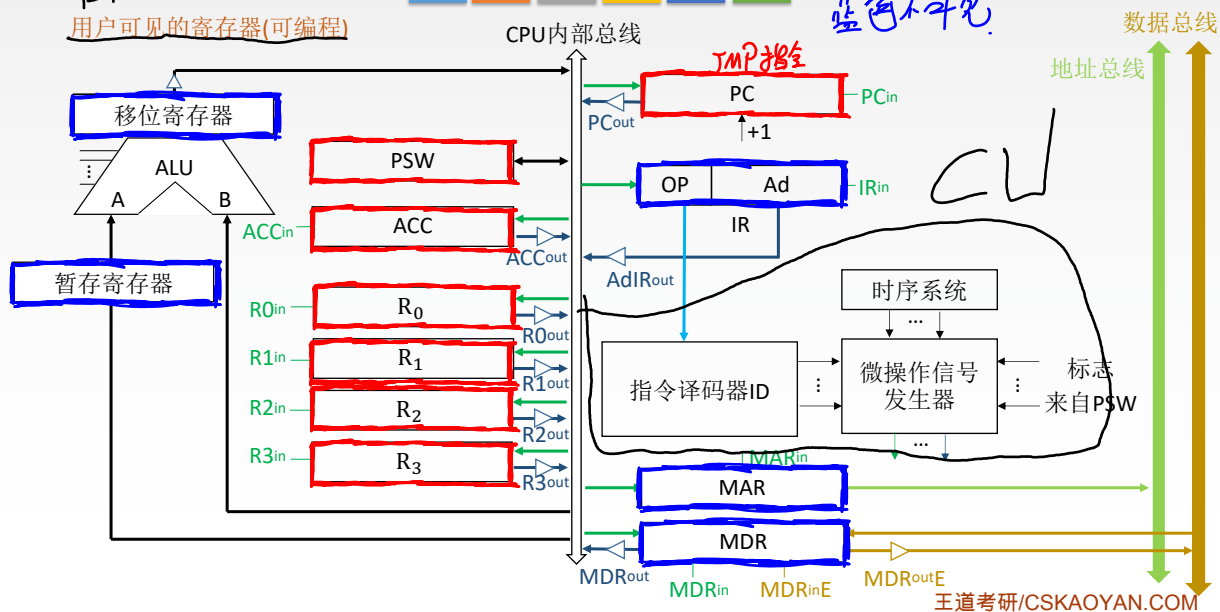 用户可见的寄存器(可编程)
蓝色不可见
CPU内部总线
数据总线
地址总线
JMP指令
移位寄存器
PC
PCin
PCout
+1
ALU
A
B
PSW
OP
Ad
IRin
IR
CU
ACCin
ACC
ACCout
AdIRout
暂存寄存器
时序系统
...
R0in
R0
R0out
R1in
R1
R1out
指令译码器ID
微操作信号
发生器
标志
来自PSW
R2in
R2
R2out
...
R3in
R3
R3out
MARin
MAR
MDR
MDRout
MDRin
MDRinE
MDRoutE
王道考研/CSKAOYAN.COM